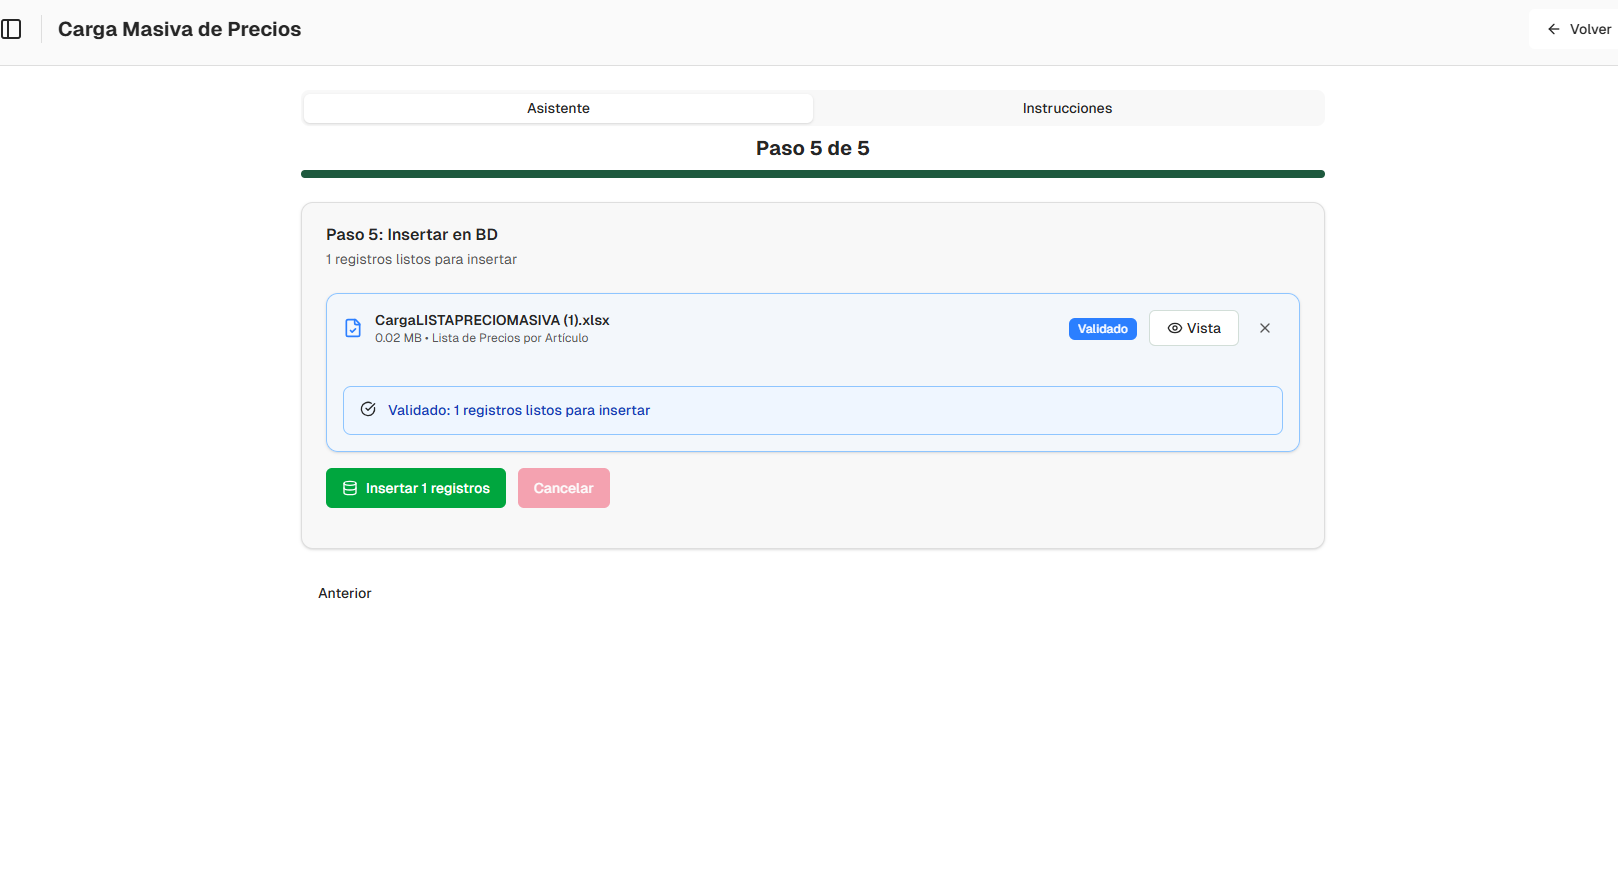 Carga Masiva de Precios
Volver
Asistente
Instrucciones
Paso 5 de 5
Paso 5: Insertar en BD
1 registros listos para insertar
CargaLISTAPRECIOMASIVA (1).xlsx
0.02 MB • Lista de Precios por Artículo
Validado
Vista
Validado: 1 registros listos para insertar
Insertar 1 registros
Cancelar
Anterior